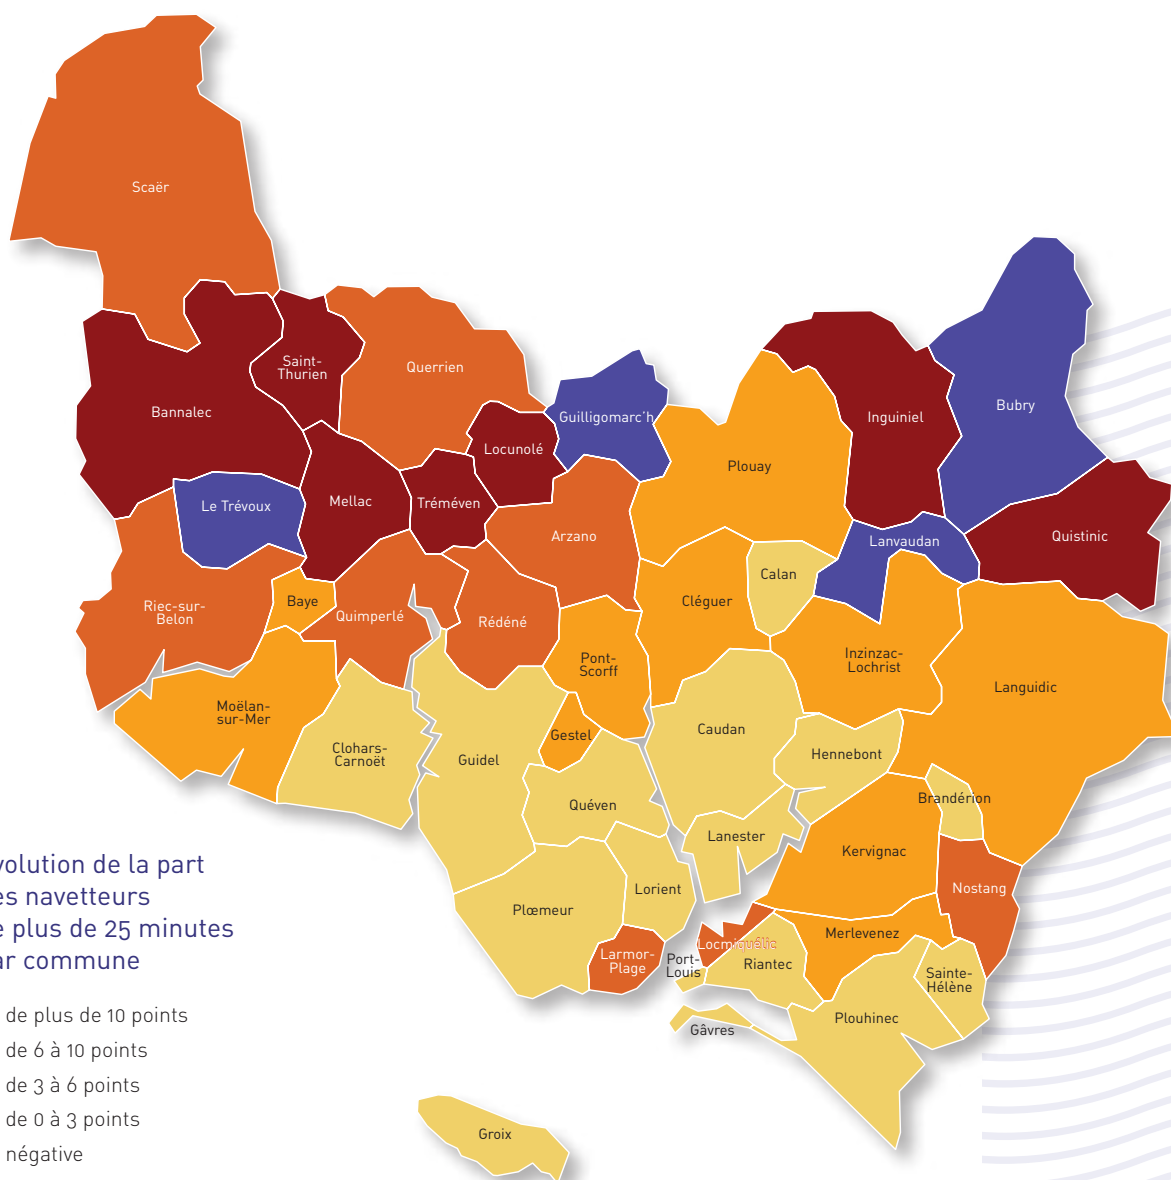 Scaër
Saint-
Thurien
Querrien
Bannalec
Guilligomarc'h
Inguiniel
Bubry
Locunolé
Plouay
Le Trévoux
Mellac
Tréméven
Arzano
Lanvaudan
Quistinic
Calan
Riec-sur-
Belon
Baye
Quimperlé
Rédéné
Cléguer
Pont-
Scorff
Inzinzac-
Lochrist
Languidic
Moëlan-
sur-Mer
Clohars-
Carnoët
Guidel
Gestel
Caudan
Hennebont
Quéven
Brandérion
Lanester
Kervignac
Lorient
Nostang
Plœmeur
Larmor-
Plage
Locmiquélic
Port-
Louis
Riantec
Merlevenez
Sainte-
Hélène
Plouhinec
Gâvres
Groix
volution de la part
es navetteurs
e plus de 25 minutes
ar commune
de plus de 10 points
de 6 à 10 points
de 3 à 6 points
de 0 à 3 points
négative